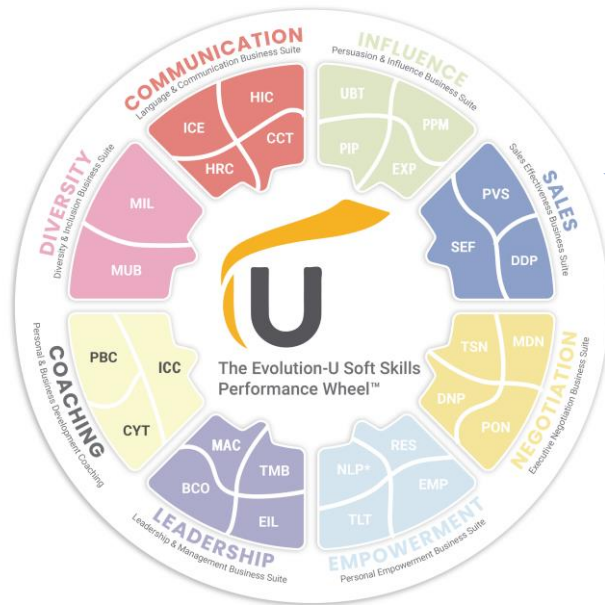 COMMUNICATION
Language & Communication Business Suite
HIC
ICE
CCT
HRC
INFLUENCE
Persuasion & Influence Business Suite
UBT
PPM
PIP
EXP
SALES
Sales Effectiveness Business Suite
PVS
SEF
DDP
NEGOTIATION
Executive Negotiation Business Suite
TSN
MDN
DNP
PON
EMPOWERMENT
Personal Empowerment Business Suite
RES
NLP*
EMP
TLT
LEADERSHIP
Leadership & Management Business Suite
MAC
TMB
BCO
EIL
COACHING
Personal & Business Development Coaching
PBC
ICC
CYT
DIVERSITY
Diversity & Inclusion Business Suite
MIL
MUB
U
The Evolution-U Soft Skills
Performance Wheel™